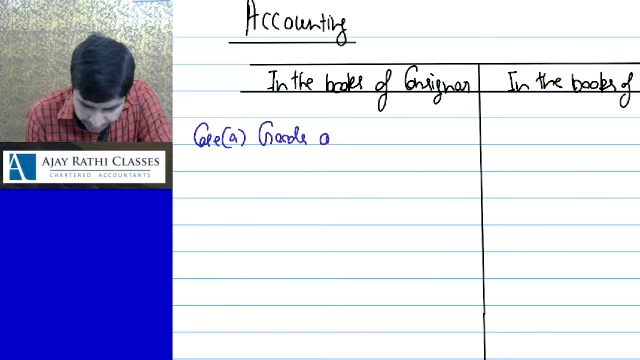 Accounting
In the books of Consignor
In the books of
Case(a) Goods o
AJAY RATHI CLASSES
CHARTERED ACCOUNTANTS